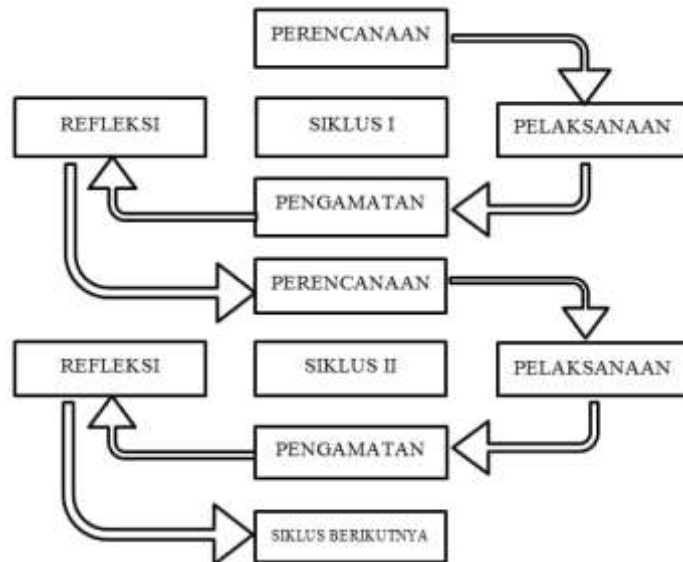 PERENCANAAN
REFLEKSI
SIKLUS I
PELAKSANAAN
PENGAMATAN
PERENCANAAN
REFLEKSI
SIKLUS II
PELAKSANAAN
PENGAMATAN
SIKLUS BERIKUTNYA